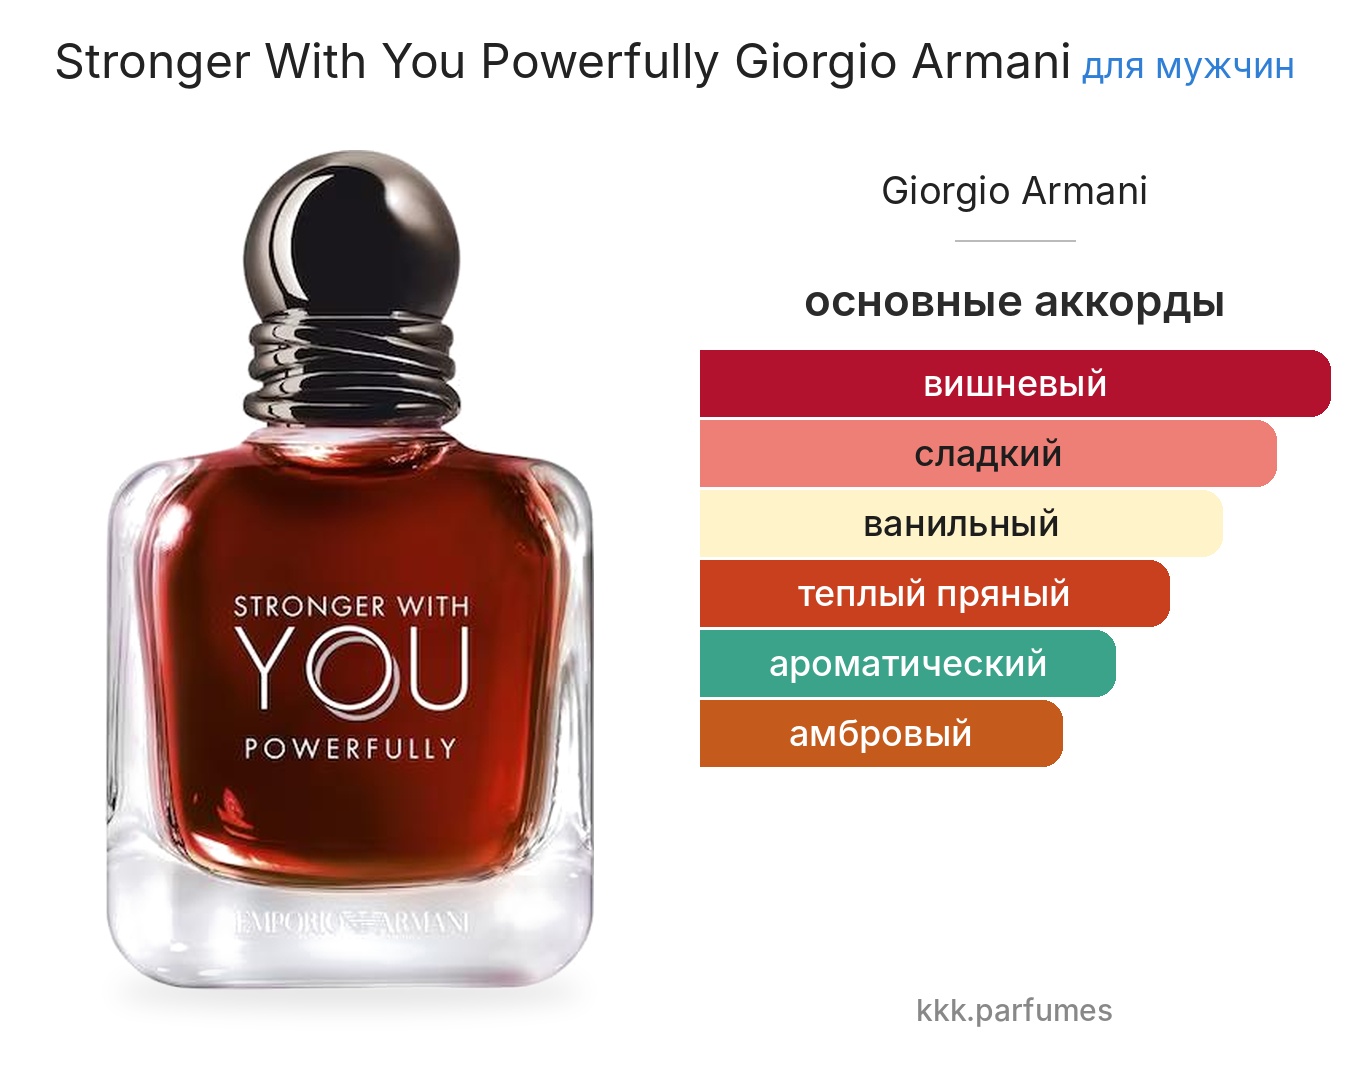 Stronger With You Powerfully Giorgio Armani для мужчин
STRONGER WITH
YOU
POWERFULLY
EMPORIO ARMANI
Giorgio Armani
основные аккорды
вишневый
сладкий
ванильный
теплый пряный
ароматический
амбровый
kkk.parfumes